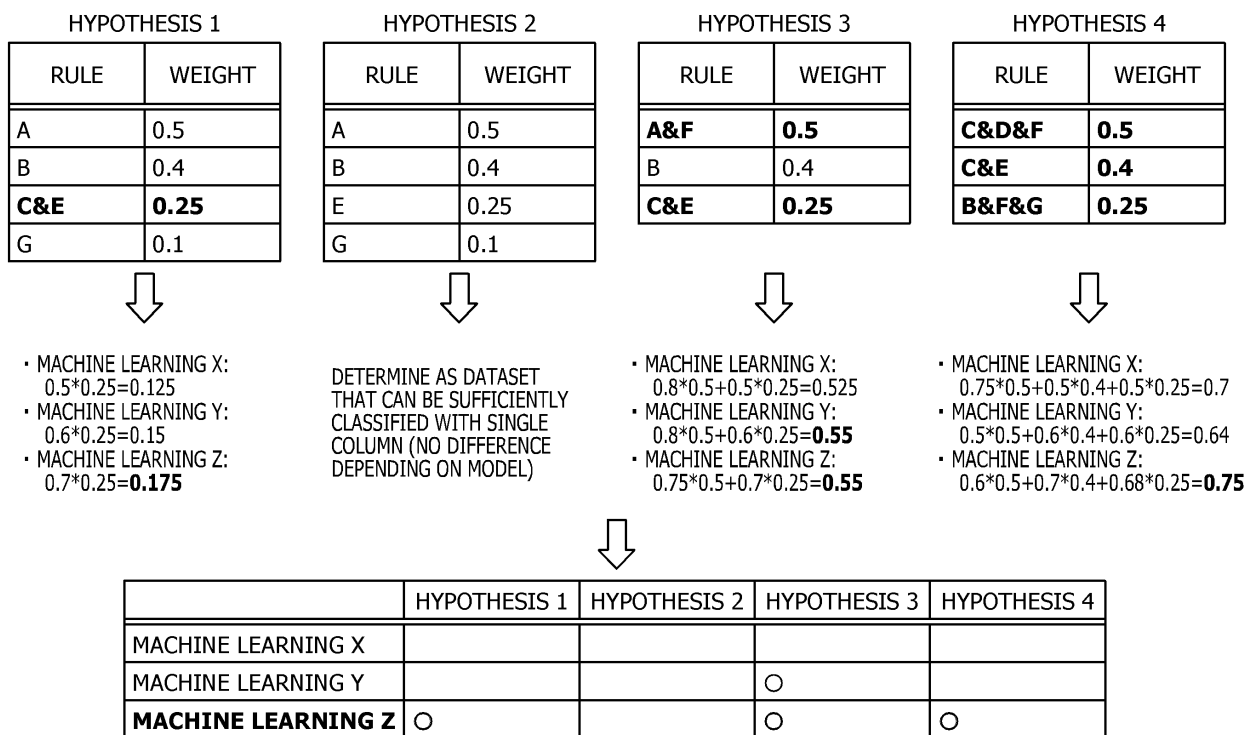 HYPOTHESIS 1
RULE WEIGHT
A 0.5
B 0.4
C&E 0.25
G 0.1
HYPOTHESIS 2
RULE WEIGHT
A 0.5
B 0.4
E 0.25
G 0.1
HYPOTHESIS 3
RULE WEIGHT
A&F 0.5
B 0.4
C&E 0.25
HYPOTHESIS 4
RULE WEIGHT
C&D&F 0.5
C&E 0.4
B&F&G 0.25
・MACHINE LEARNING X:
0.5*0.25=0.125
・MACHINE LEARNING Y:
0.6*0.25=0.15
・MACHINE LEARNING Z:
0.7*0.25=0.175
DETERMINE AS DATASET
THAT CAN BE SUFFICIENTLY
CLASSIFIED WITH SINGLE
COLUMN (NO DIFFERENCE
DEPENDING ON MODEL)
・MACHINE LEARNING X:
0.8*0.5+0.5*0.25=0.525
・MACHINE LEARNING Y:
0.8*0.5+0.6*0.25=0.55
・MACHINE LEARNING Z:
0.75*0.5+0.7*0.25=0.55
・MACHINE LEARNING X:
0.75*0.5+0.5*0.4+0.5*0.25=0.7
・MACHINE LEARNING Y:
0.5*0.5+0.6*0.4+0.6*0.25=0.64
・MACHINE LEARNING Z:
0.6*0.5+0.7*0.4+0.68*0.25=0.75
HYPOTHESIS 1 HYPOTHESIS 2 HYPOTHESIS 3 HYPOTHESIS 4
MACHINE LEARNING X
MACHINE LEARNING Y ○
MACHINE LEARNING Z ○ ○ ○